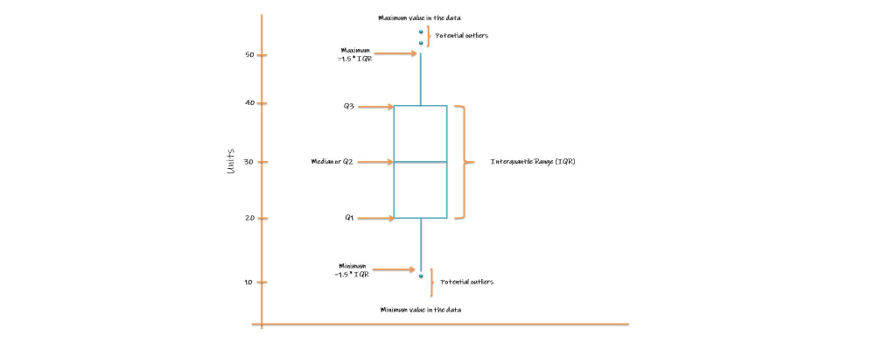 Maximum value in the data
Potential outliers
Maximum
=1.5 * IQR
50
40
Q3
Units
30
Median or Q2
Interquantile Range (IQR)
20
Q1
Minimum
=1.5 * IQR
10
Potential outliers
Minimum value in the data